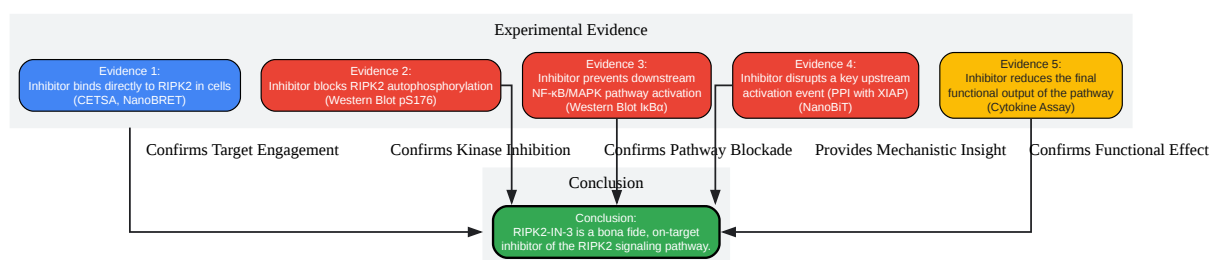 Experimental Evidence
Evidence 1:
Inhibitor binds directly to RIPK2 in cells
(CETSA, NanoBRET)
Evidence 2:
Inhibitor blocks RIPK2 autophosphorylation
(Western Blot pS176)
Evidence 3:
Inhibitor prevents downstream
NF-κB/MAPK pathway activation
(Western Blot IκBα)
Evidence 4:
Inhibitor disrupts a key upstream
activation event (PPI with XIAP)
(NanoBiT)
Evidence 5:
Inhibitor reduces the final
functional output of the pathway
(Cytokine Assay)
Confirms Target Engagement
Confirms Kinase Inhibition
Confirms Pathway Blockade
Provides Mechanistic Insight
Confirms Functional Effect
Conclusion
Conclusion:
RIPK2-IN-3 is a bona fide, on-target
inhibitor of the RIPK2 signaling pathway.